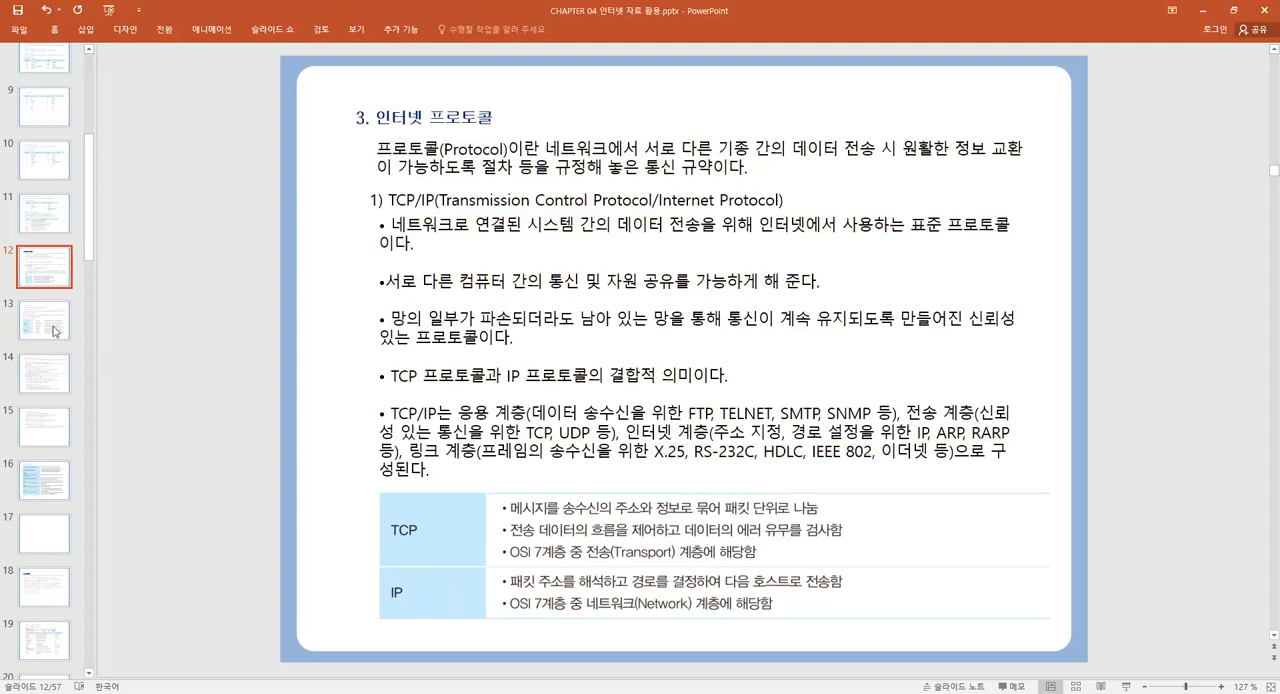 CHAPTER 04 인터넷 자료 활용.pptx - PowerPoint
파일 홈 삽입 디자인 전환 애니메이션 슬라이드 쇼 검토 보기 추가 기능 수행할 작업을 알려 주세요. 로그인 공유
9
10
11
12
13
14
15
16
17
18
19
20
3. 인터넷 프로토콜
프로토콜(Protocol)이란 네트워크에서 서로 다른 기종 간의 데이터 전송 시 원활한 정보 교환
이 가능하도록 절차 등을 규정해 놓은 통신 규약이다.
1) TCP/IP(Transmission Control Protocol/Internet Protocol)
• 네트워크로 연결된 시스템 간의 데이터 전송을 위해 인터넷에서 사용하는 표준 프로토콜
이다.
•서로 다른 컴퓨터 간의 통신 및 자원 공유를 가능하게 해 준다.
• 망의 일부가 파손되더라도 남아 있는 망을 통해 통신이 계속 유지되도록 만들어진 신뢰성
있는 프로토콜이다.
• TCP 프로토콜과 IP 프로토콜의 결합적 의미이다.
• TCP/IP는 응용 계층(데이터 송수신을 위한 FTP, TELNET, SMTP, SNMP 등), 전송 계층(신뢰
성 있는 통신을 위한 TCP, UDP 등), 인터넷 계층(주소 지정, 경로 설정을 위한 IP, ARP, RARP
등), 링크 계층(프레임의 송수신을 위한 X.25, RS-232C, HDLC, IEEE 802, 이더넷 등)으로 구
성된다.
TCP
• 메시지를 송수신의 주소와 정보로 묶어 패킷 단위로 나눔
• 전송 데이터의 흐름을 제어하고 데이터의 에러 유무를 검사함
• OSI 7계층 중 전송(Transport) 계층에 해당함
IP
• 패킷 주소를 해석하고 경로를 결정하여 다음 호스트로 전송함
• OSI 7계층 중 네트워크(Network) 계층에 해당함
슬라이드 12/57 한국어 슬라이드 노트 메모 127 %